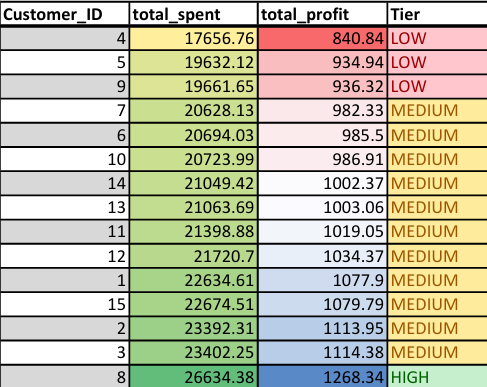 Customer_ID total_spent total_profit Tier
4 17656.76 840.84 LOW
5 19632.12 934.94 LOW
9 19661.65 936.32 LOW
7 20628.13 982.33 MEDIUM
6 20694.03 985.5 MEDIUM
10 20723.99 986.91 MEDIUM
14 21049.42 1002.37 MEDIUM
13 21063.69 1003.06 MEDIUM
11 21398.88 1019.05 MEDIUM
12 21720.7 1034.37 MEDIUM
1 22634.61 1077.9 MEDIUM
15 22674.51 1079.79 MEDIUM
2 23392.31 1113.95 MEDIUM
3 23402.25 1114.38 MEDIUM
8 26634.38 1268.34 HIGH